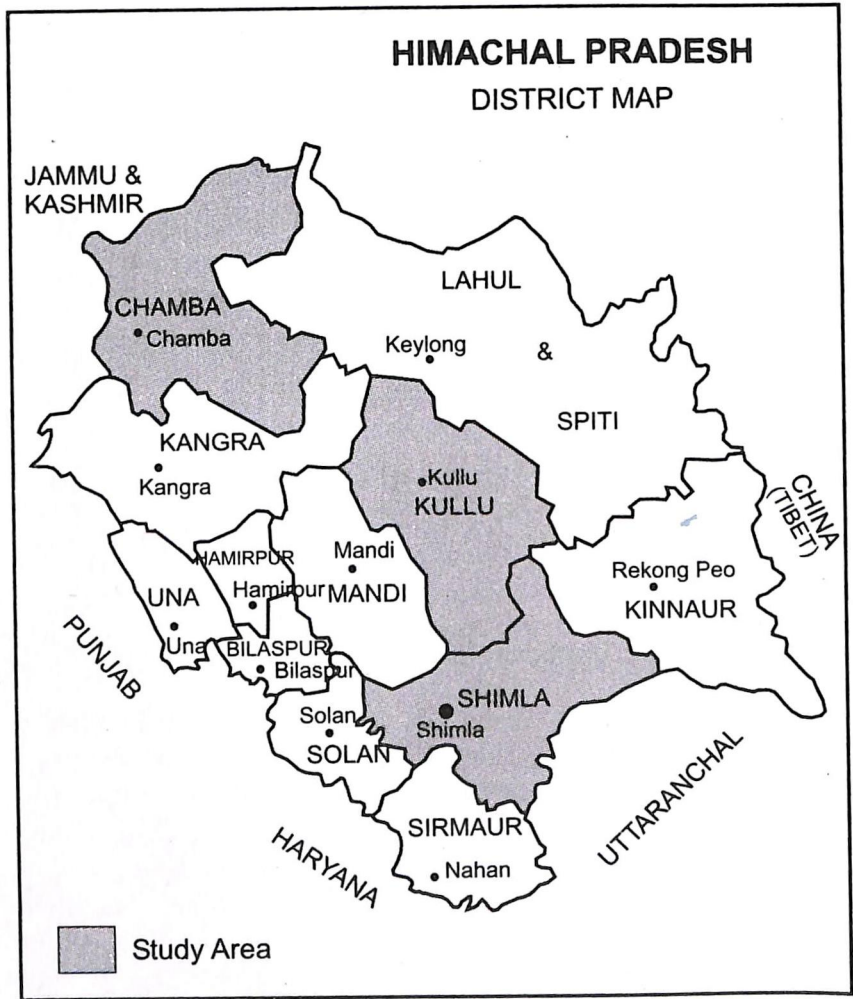 HIMACHAL PRADESH
DISTRICT MAP
JAMMU &
KASHMIR
LAHUL
CHAMBA
Chamba
Keylong
&
SPITI
KANGRA
Kangra
Kullu
KULLU
CHINA
(TIBET)
HAMIRPUR
Hamirpur
Mandi
MANDI
Rekong Peo
KINNAUR
UNA
Una
PUNJAB
BILASPUR
Bilaspur
SHIMLA
Shimla
Solan
SOLAN
UTTARANCHAL
SIRMAUR
Nahan
HARYANA
Study Area